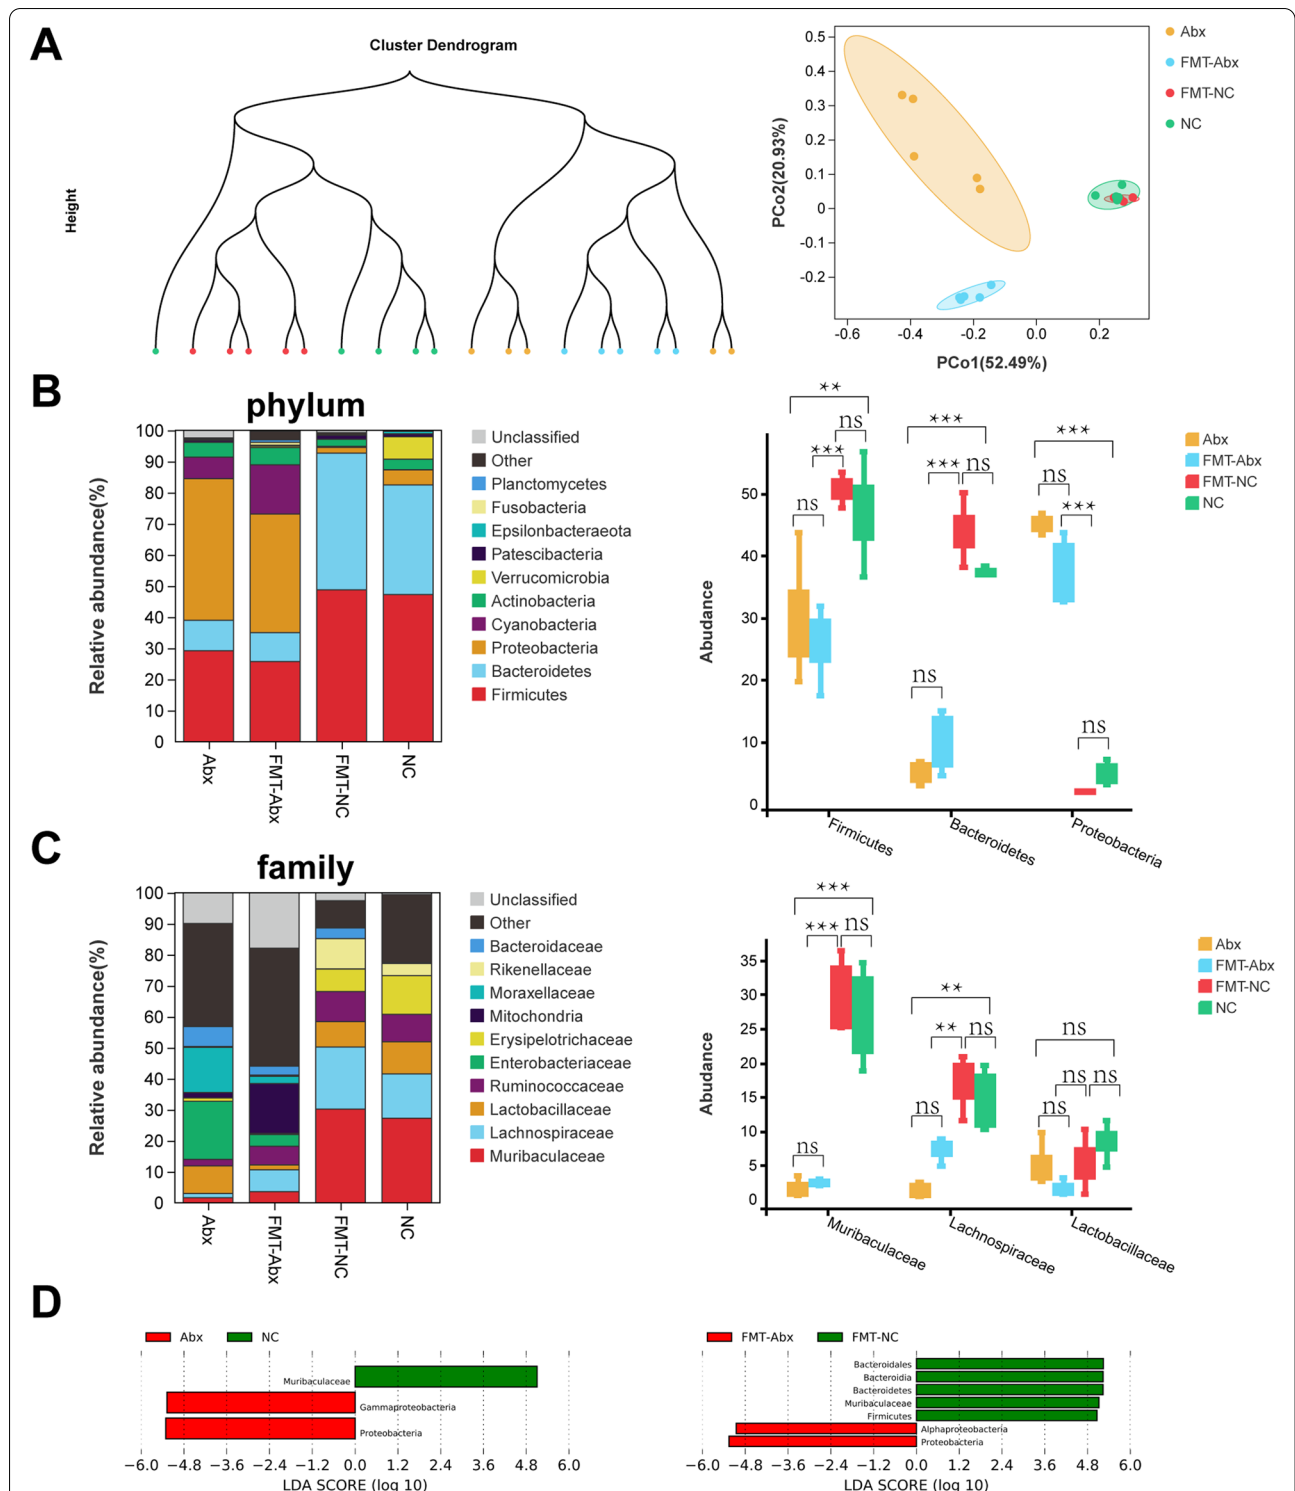 A
Cluster Dendrogram
Height
0.5
0.4
0.3
0.2
0.1
0
-0.1
-0.2
PCo2(20.93%)
-0.6
-0.4
-0.2
0.0
0.2
PCo1(52.49%)
Abx
FMT-Abx
FMT-NC
NC
B
phylum
100
90
80
70
60
50
40
30
20
10
0
Relative abundance(%)
Abx
FMT-Abx
FMT-NC
NC
Unclassified
Other
Planctomycetes
Fusobacteria
Epsilonbacteraeota
Patescibacteria
Verrucomicrobia
Actinobacteria
Cyanobacteria
Proteobacteria
Bacteroidetes
Firmicutes
**
ns
***
ns
***
***
ns
ns
***
ns
***
ns
50
40
30
20
10
0
Abudance
Firmicutes
Bacteroidetes
Proteobacteria
Abx
FMT-Abx
FMT-NC
NC
C
family
100
90
80
70
60
50
40
30
20
10
0
Relative abundance(%)
Abx
FMT-Abx
FMT-NC
NC
Unclassified
Other
Bacteroidaceae
Rikenellaceae
Moraxellaceae
Mitochondria
Erysipelotrichaceae
Enterobacteriaceae
Ruminococcaceae
Lactobacillaceae
Lachnospiraceae
Muribaculaceae
***
***
ns
ns
**
**
ns
ns
ns
ns
ns
ns
35
30
25
20
15
10
5
0
Abudance
Muribaculaceae
Lachnospiraceae
Lactobacillaceae
Abx
FMT-Abx
FMT-NC
NC
D
Abx
NC
Muribaculaceae
Gammaproteobacteria
Proteobacteria
−6.0 −4.8 −3.6 −2.4 −1.2 0.0 1.2 2.4 3.6 4.8 6.0
LDA SCORE (log 10)
FMT-Abx
FMT-NC
Bacteroidales
Bacteroidia
Bacteroidetes
Muribaculaceae
Firmicutes
Alphaproteobacteria
Proteobacteria
−6.0 −4.8 −3.6 −2.4 −1.2 0.0 1.2 2.4 3.6 4.8 6.0
LDA SCORE (log 10)